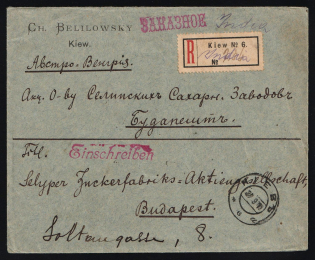 Ch. Belilowsky
Kiew.
ЗАКАЗНОЕ
R Kiew № 6.
№
Австро-Венгрія.
Акц. О-ву Селипскихъ Сахарн. Заводовъ
Будапештъ.
Einschreiben
Selyper Zuckerfabriks-Aktiengesellschaft,
Budapest.
Soltangasse, 8.